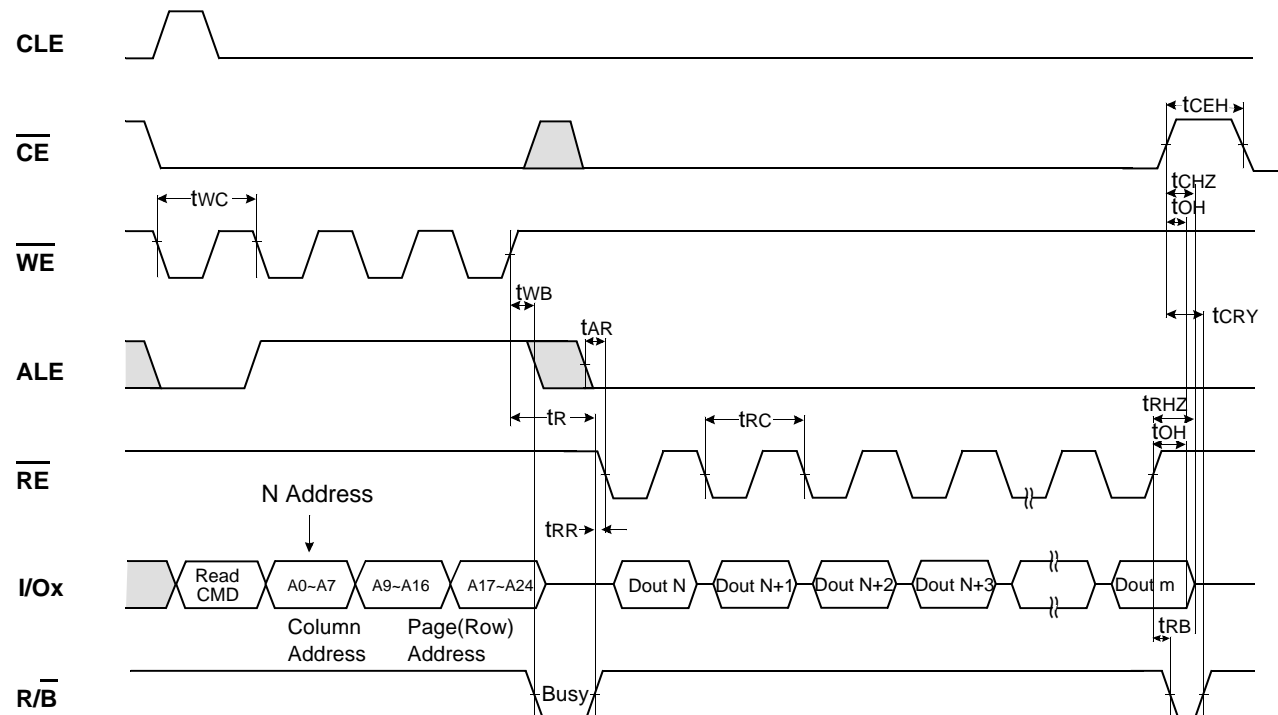 CLE
tCEH
CE
tCHZ
tWC
tOH
WE
tWB
tCRY
tAR
ALE
tRHZ
tR
tRC
tOH
RE
N Address
tRR
I/Ox
Read CMD
A0~A7
A9~A16
A17~A24
Dout N
Dout N+1
Dout N+2
Dout N+3
Dout m
Column Address
Page(Row) Address
tRB
R/B
Busy